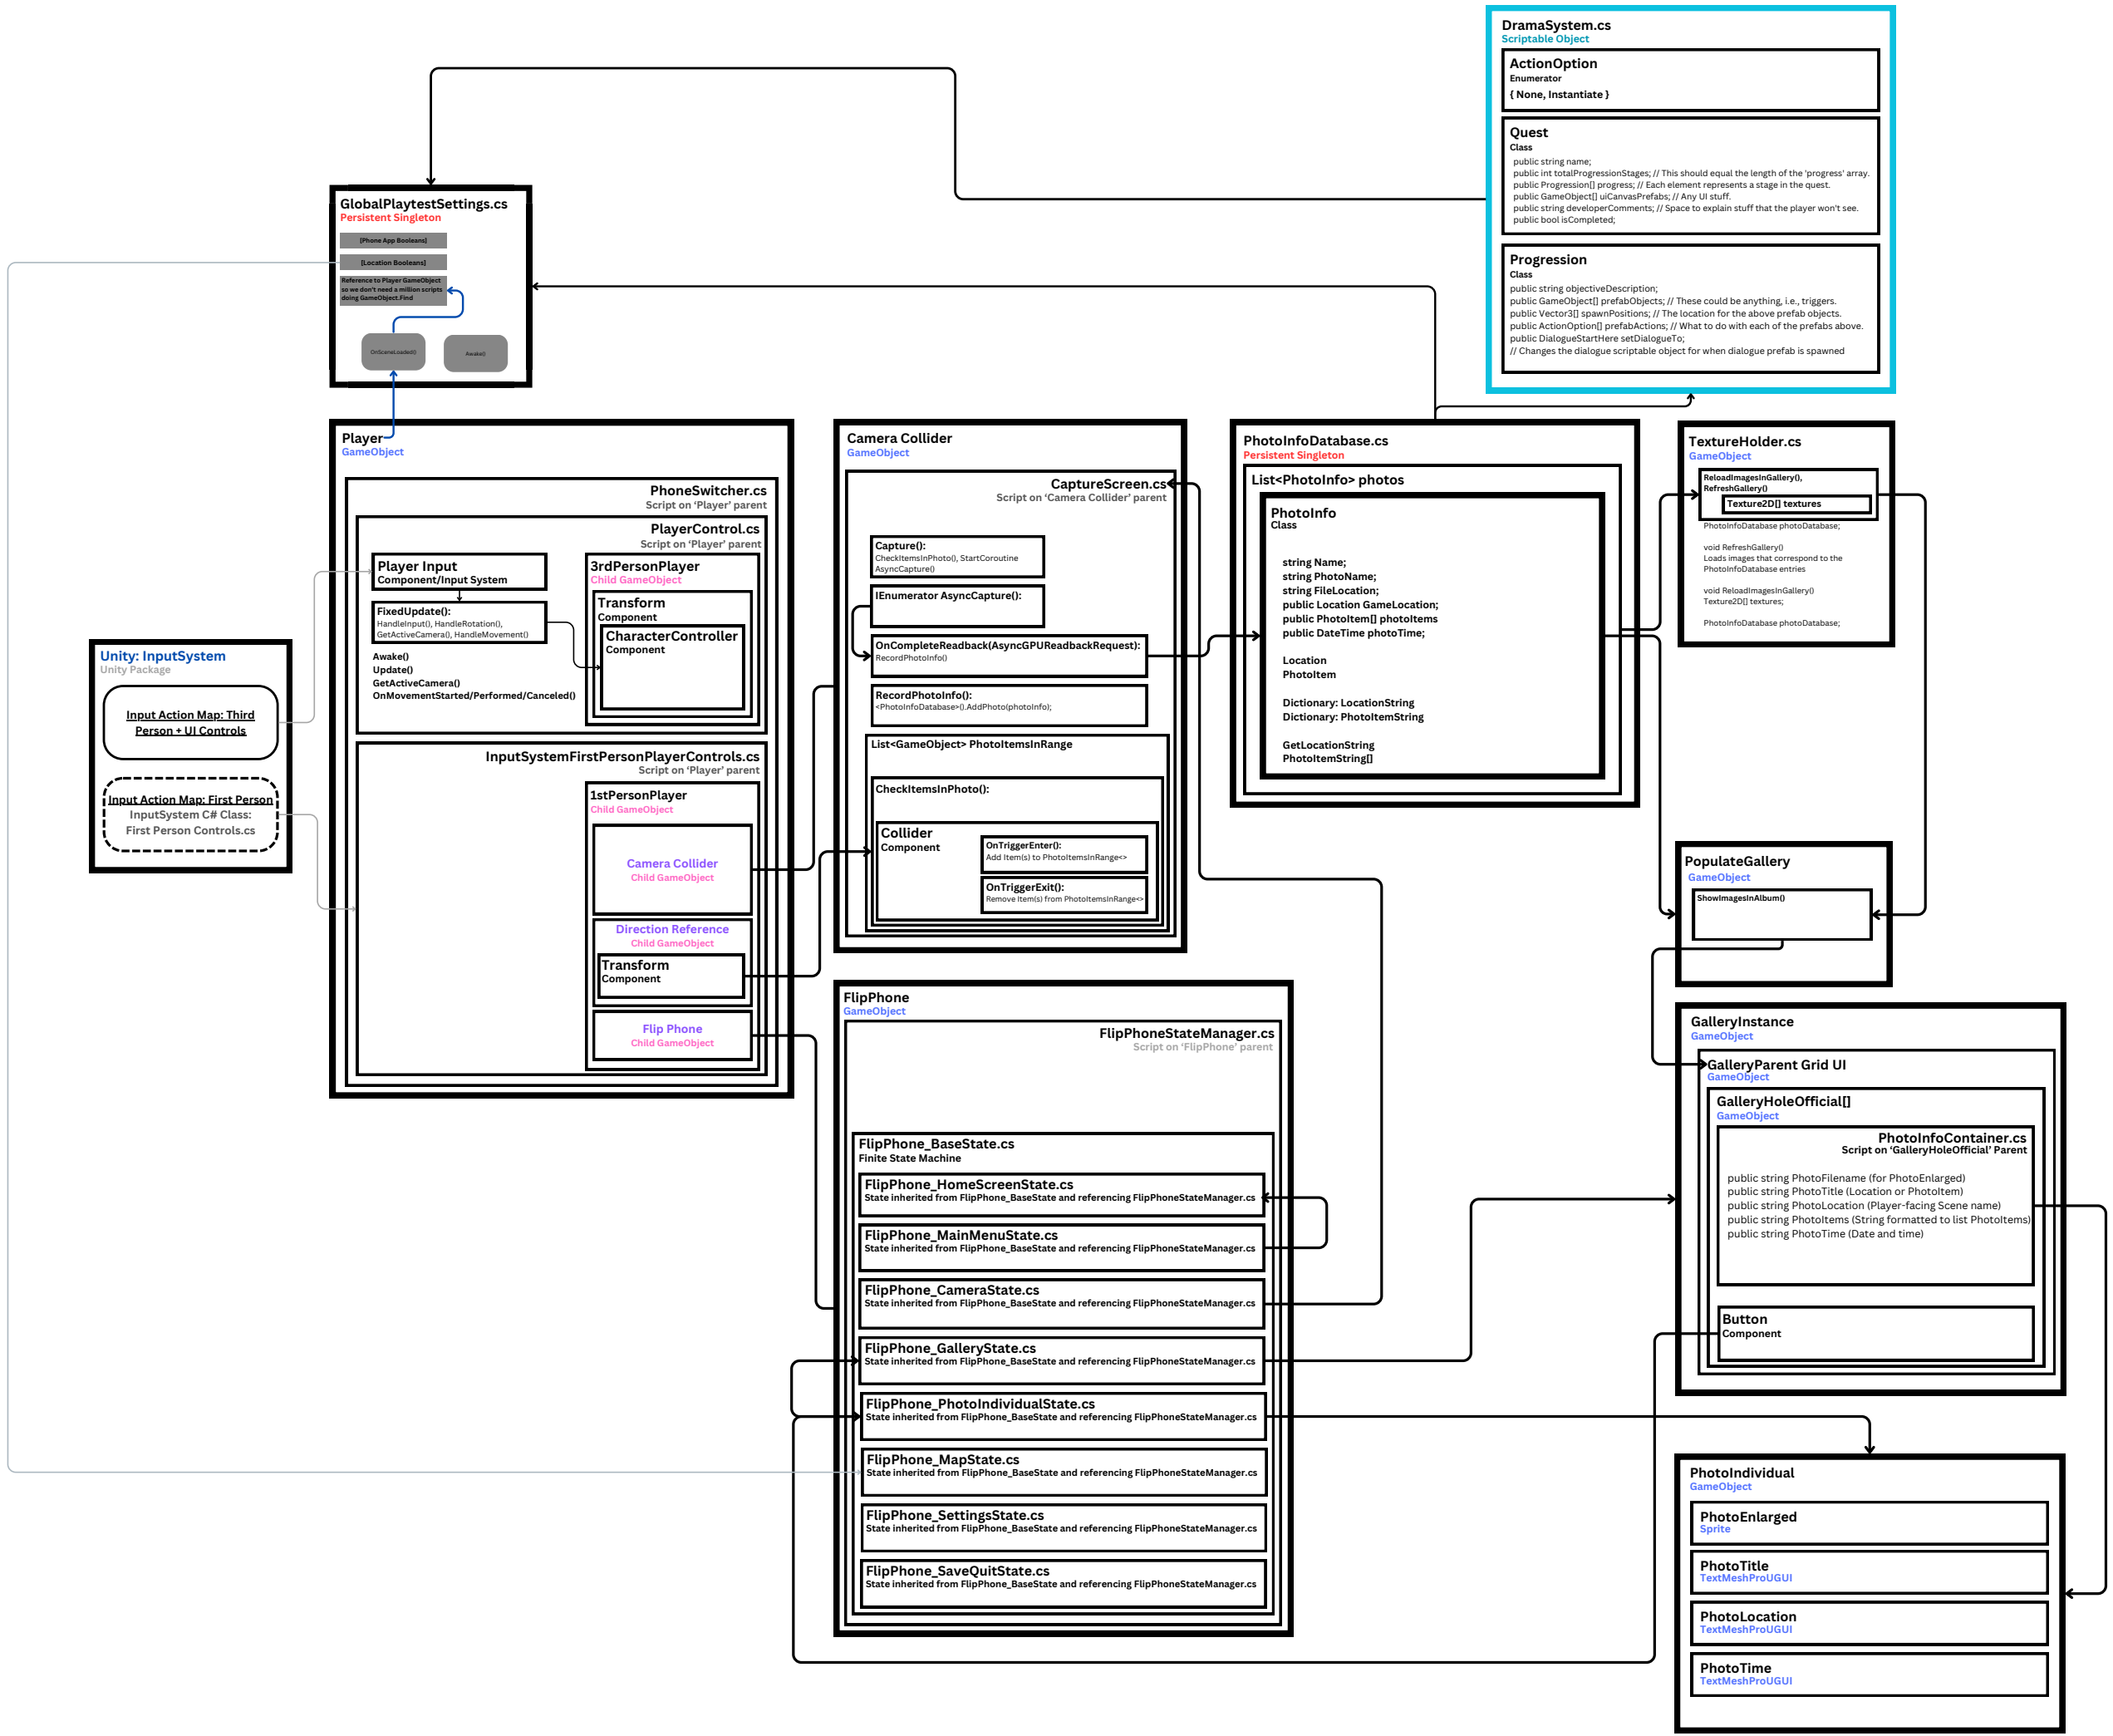 DramaSystem.cs
Scriptable Object
ActionOption
Enumerator
{ None, Instantiate }
Quest
Class
public string name;
public int totalProgressionStages; // This should equal the length of the 'progress' array.
public Progression[] progress; // Each element represents a stage in the quest.
public GameObject[] uiCanvasPrefabs; // Any UI stuff.
public string developerComments; // Space to explain stuff that the player won't see.
public bool isCompleted;
Progression
Class
public string objectiveDescription;
public GameObject[] prefabObjects; // These could be anything, i.e., triggers.
public Vector3[] spawnPositions; // The location for the above prefab objects.
public ActionOption[] prefabActions; // What to do with each of the prefabs above.
public DialogueStartHere setDialogueTo;
// Changes the dialogue scriptable object for when dialogue prefab is spawned
GlobalPlaytestSettings.cs
Persistent Singleton
[Phone App Booleans]
[Location Booleans]
Reference to Player GameObject
so we don't need a million scripts
doing GameObject.Find
OnSceneLoaded()
Awake()
Unity: InputSystem
Unity Package
Input Action Map: Third
Person + UI Controls
Input Action Map: First Person
InputSystem C# Class:
First Person Controls.cs
Player
GameObject
PhoneSwitcher.cs
Script on 'Player' parent
PlayerControl.cs
Script on 'Player' parent
Player Input
Component/Input System
FixedUpdate():
HandleInput(), HandleRotation(),
GetActiveCamera(), HandleMovement()
Awake()
Update()
GetActiveCamera()
OnMovementStarted/Performed/Canceled()
3rdPersonPlayer
Child GameObject
Transform
Component
CharacterController
Component
InputSystemFirstPersonPlayerControls.cs
Script on 'Player' parent
1stPersonPlayer
Child GameObject
Camera Collider
Child GameObject
Direction Reference
Child GameObject
Transform
Component
Flip Phone
Child GameObject
Camera Collider
GameObject
CaptureScreen.cs
Script on 'Camera Collider' parent
Capture():
CheckItemsInPhoto(), StartCoroutine
AsyncCapture()
IEnumerator AsyncCapture():
OnCompleteReadback(AsyncGPUReadbackRequest):
RecordPhotoInfo()
RecordPhotoInfo():
<PhotoInfoDatabase>().AddPhoto(photoInfo);
List<GameObject> PhotoItemsInRange
CheckItemsInPhoto():
Collider
Component
OnTriggerEnter():
Add Item(s) to PhotoItemsInRange<>
OnTriggerExit():
Remove Item(s) from PhotoItemsInRange<>
PhotoInfoDatabase.cs
Persistent Singleton
List<PhotoInfo> photos
PhotoInfo
Class
string Name;
string PhotoName;
string FileLocation;
public Location GameLocation;
public PhotoItem[] photoItems
public DateTime photoTime;
Location
PhotoItem
Dictionary: LocationString
Dictionary: PhotoItemString
GetLocationString
PhotoItemString[]
TextureHolder.cs
GameObject
ReloadImagesInGallery(),
RefreshGallery()
Texture2D[] textures
PhotoInfoDatabase photoDatabase;
void RefreshGallery()
Loads images that correspond to the
PhotoInfoDatabase entries
void ReloadImagesInGallery()
Texture2D[] textures;
PhotoInfoDatabase photoDatabase;
PopulateGallery
GameObject
ShowImagesInAlbum()
FlipPhone
GameObject
FlipPhoneStateManager.cs
Script on 'FlipPhone' parent
FlipPhone_BaseState.cs
Finite State Machine
FlipPhone_HomeScreenState.cs
State inherited from FlipPhone_BaseState and referencing FlipPhoneStateManager.cs
FlipPhone_MainMenuState.cs
State inherited from FlipPhone_BaseState and referencing FlipPhoneStateManager.cs
FlipPhone_CameraState.cs
State inherited from FlipPhone_BaseState and referencing FlipPhoneStateManager.cs
FlipPhone_GalleryState.cs
State inherited from FlipPhone_BaseState and referencing FlipPhoneStateManager.cs
FlipPhone_PhotoIndividualState.cs
State inherited from FlipPhone_BaseState and referencing FlipPhoneStateManager.cs
FlipPhone_MapState.cs
State inherited from FlipPhone_BaseState and referencing FlipPhoneStateManager.cs
FlipPhone_SettingsState.cs
State inherited from FlipPhone_BaseState and referencing FlipPhoneStateManager.cs
FlipPhone_SaveQuitState.cs
State inherited from FlipPhone_BaseState and referencing FlipPhoneStateManager.cs
GalleryInstance
GameObject
GalleryParent Grid UI
GameObject
GalleryHoleOfficial[]
GameObject
PhotoInfoContainer.cs
Script on 'GalleryHoleOfficial' Parent
public string PhotoFilename (for PhotoEnlarged)
public string PhotoTitle (Location or PhotoItem)
public string PhotoLocation (Player-facing Scene name)
public string PhotoItems (String formatted to list PhotoItems)
public string PhotoTime (Date and time)
Button
Component
PhotoIndividual
GameObject
PhotoEnlarged
Sprite
PhotoTitle
TextMeshProUGUI
PhotoLocation
TextMeshProUGUI
PhotoTime
TextMeshProUGUI